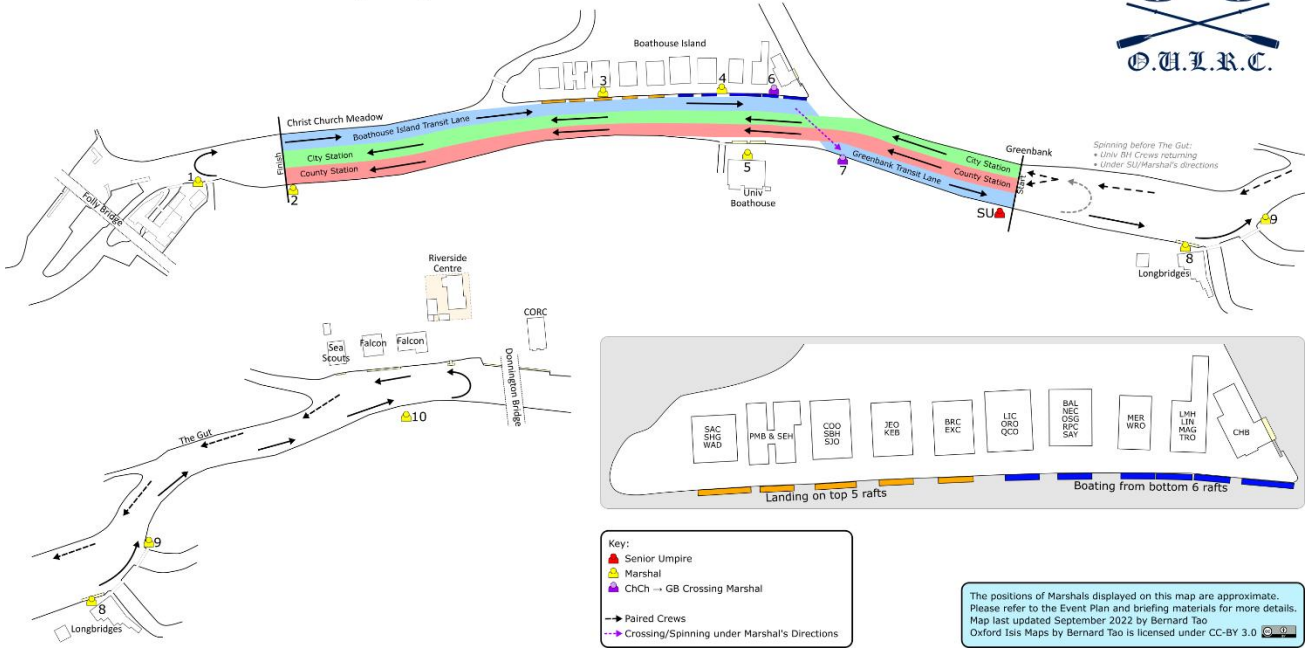 O.U.L.R.C.
Boathouse Island
3
4
6
Christ Church Meadow
Boathouse Island Transit Lane
City Station
County Station
Finish
1
2
Folly Bridge
5
Univ
Boathouse
7
Greenbank Transit Lane
City Station
County Station
Greenbank
Start
SU
Spinning before The Gut:
• Univ BH Crews returning
• Under SU/Marshal's directions
9
8
Longbridges
Riverside
Centre
CORC
Sea
Scouts
Falcon
Falcon
Donnington Bridge
10
The Gut
9
8
Longbridges
SAC
SHG
WAD
PMB & SEH
COO
SBH
SJO
JEO
KEB
BRC
EXC
LIC
ORO
QCO
BAL
NEC
OSG
RPC
SAY
MER
WRO
LMH
LIN
MAG
TRO
CHB
Landing on top 5 rafts
Boating from bottom 6 rafts
Key:
Senior Umpire
Marshal
ChCh → GB Crossing Marshal
Paired Crews
Crossing/Spinning under Marshal's Directions
The positions of Marshals displayed on this map are approximate.
Please refer to the Event Plan and briefing materials for more details.
Map last updated September 2022 by Bernard Tao
Oxford Isis Maps by Bernard Tao is licensed under CC-BY 3.0